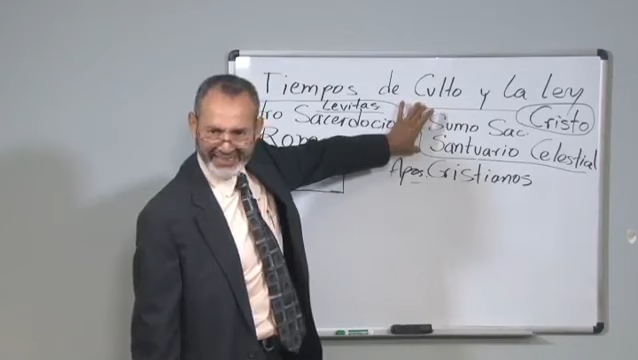 Tiempos de Culto y La Ley
Levitas
Sacerdocio
Sumo Sac
Cristo
Santuario Celestial
Apos. Cristianos